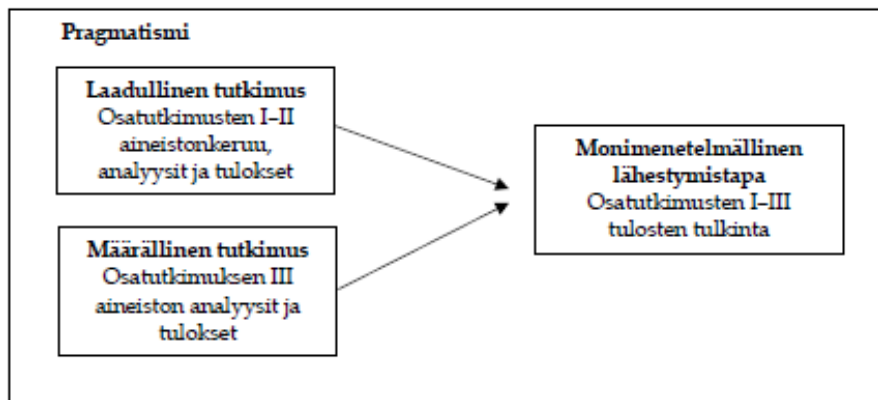 Pragmatismi
Laadullinen tutkimus
Osatutkimusten I–II
aineistonkeruu,
analyysit ja tulokset
Määrällinen tutkimus
Osatutkimuksen III
aineiston analyysit ja
tulokset
Monimenetelmällinen
lähestymistapa
Osatutkimusten I–III
tulosten tulkinta